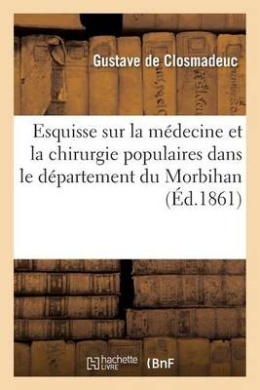 Gustave de Closmadeuc
Esquisse sur la médecine et la chirurgie populaires dans le département du Morbihan
(Éd.1861)
hachette
LIVRE
{BnF